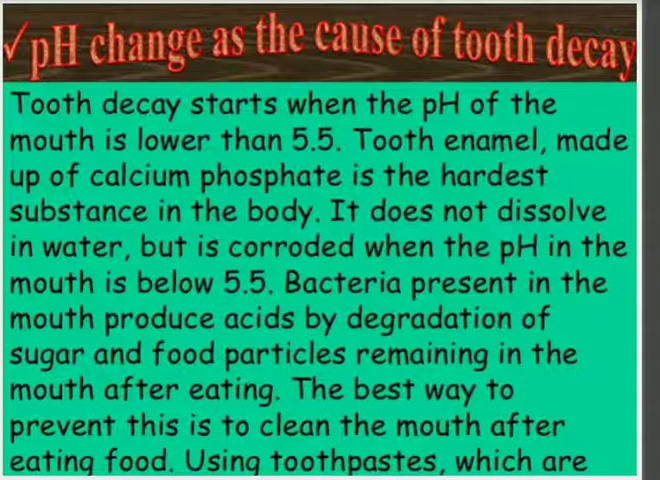 ✓pH change as the cause of tooth decay
Tooth decay starts when the pH of the
mouth is lower than 5.5. Tooth enamel, made
up of calcium phosphate is the hardest
substance in the body. It does not dissolve
in water, but is corroded when the pH in the
mouth is below 5.5. Bacteria present in the
mouth produce acids by degradation of
sugar and food particles remaining in the
mouth after eating. The best way to
prevent this is to clean the mouth after
eating food. Using toothpastes, which are